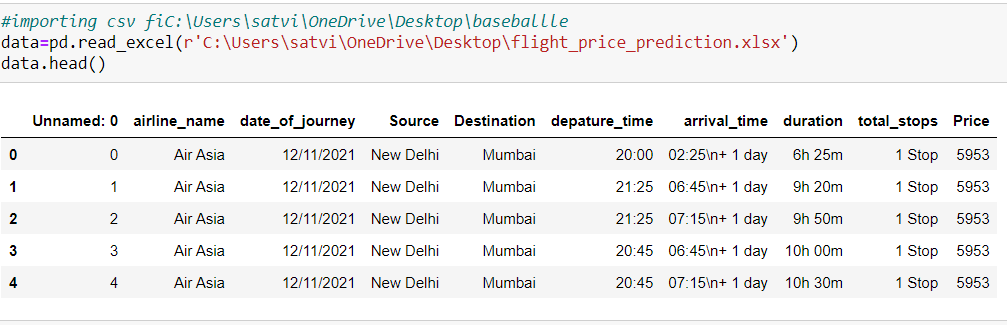 #importing csv fiC:\Users\satvi\OneDrive\Desktop\baseballle
data=pd.read_excel(r'C:\Users\satvi\OneDrive\Desktop\flight_price_prediction.xlsx')
data.head()
Unnamed: 0 airline_name date_of_journey Source Destination depature_time arrival_time duration total_stops Price
0 0 Air Asia 12/11/2021 New Delhi Mumbai 20:00 02:25\n+ 1 day 6h 25m 1 Stop 5953
1 1 Air Asia 12/11/2021 New Delhi Mumbai 21:25 06:45\n+ 1 day 9h 20m 1 Stop 5953
2 2 Air Asia 12/11/2021 New Delhi Mumbai 21:25 07:15\n+ 1 day 9h 50m 1 Stop 5953
3 3 Air Asia 12/11/2021 New Delhi Mumbai 20:45 06:45\n+ 1 day 10h 00m 1 Stop 5953
4 4 Air Asia 12/11/2021 New Delhi Mumbai 20:45 07:15\n+ 1 day 10h 30m 1 Stop 5953